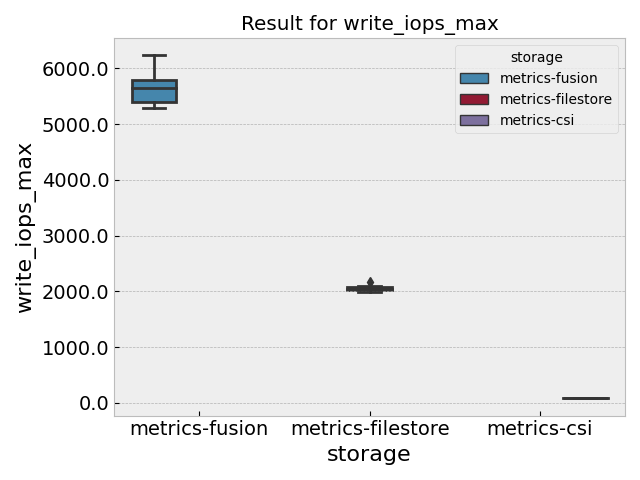 Result for write_iops_max
write_iops_max
6000.0
5000.0
4000.0
3000.0
2000.0
1000.0
0.0
storage
metrics-fusion
metrics-filestore
metrics-csi
metrics-fusion
metrics-filestore
metrics-csi
storage